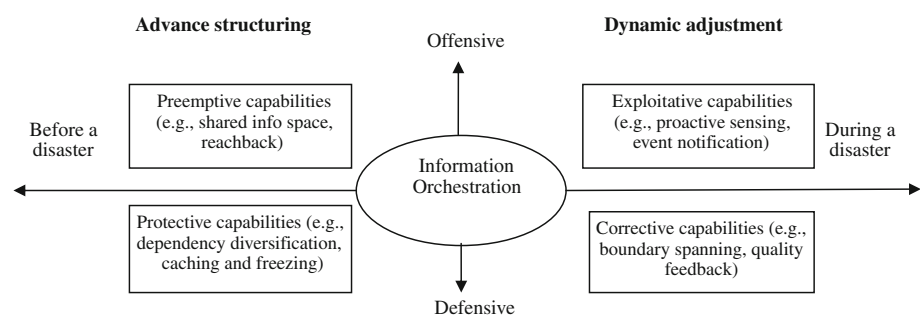 Advance structuring
Dynamic adjustment
Offensive
Preemptive capabilities
(e.g., shared info space,
reachback)
Exploitative capabilities
(e.g., proactive sensing,
event notification)
Before a
disaster
During a
disaster
Information
Orchestration
Protective capabilities (e.g.,
dependency diversification,
caching and freezing)
Corrective capabilities (e.g.,
boundary spanning, quality
feedback)
Defensive